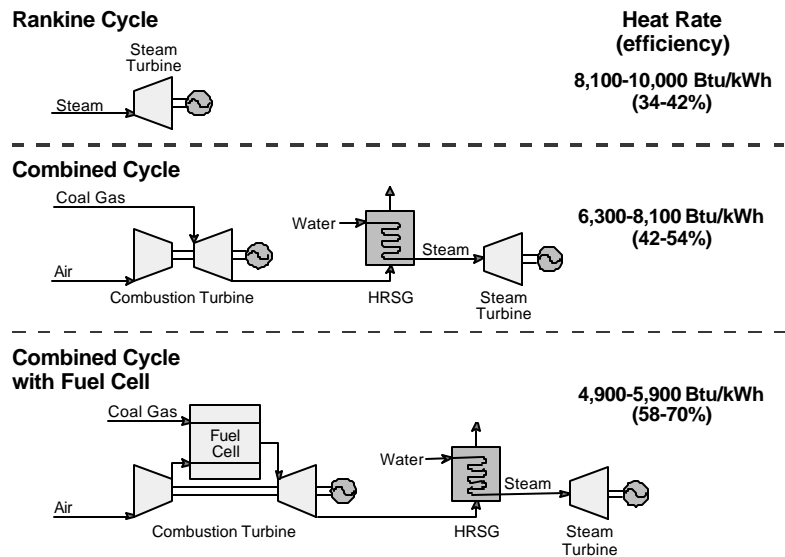 Rankine Cycle
Heat Rate
(efficiency)
Steam
Turbine
8,100-10,000 Btu/kWh
(34-42%)
Steam
Combined Cycle
Coal Gas
Water
6,300-8,100 Btu/kWh
(42-54%)
Steam
Air
Combustion Turbine
HRSG
Steam
Turbine
Combined Cycle
with Fuel Cell
4,900-5,900 Btu/kWh
(58-70%)
Coal Gas
Fuel
Cell
Water
Steam
Air
Combustion Turbine
HRSG
Steam
Turbine